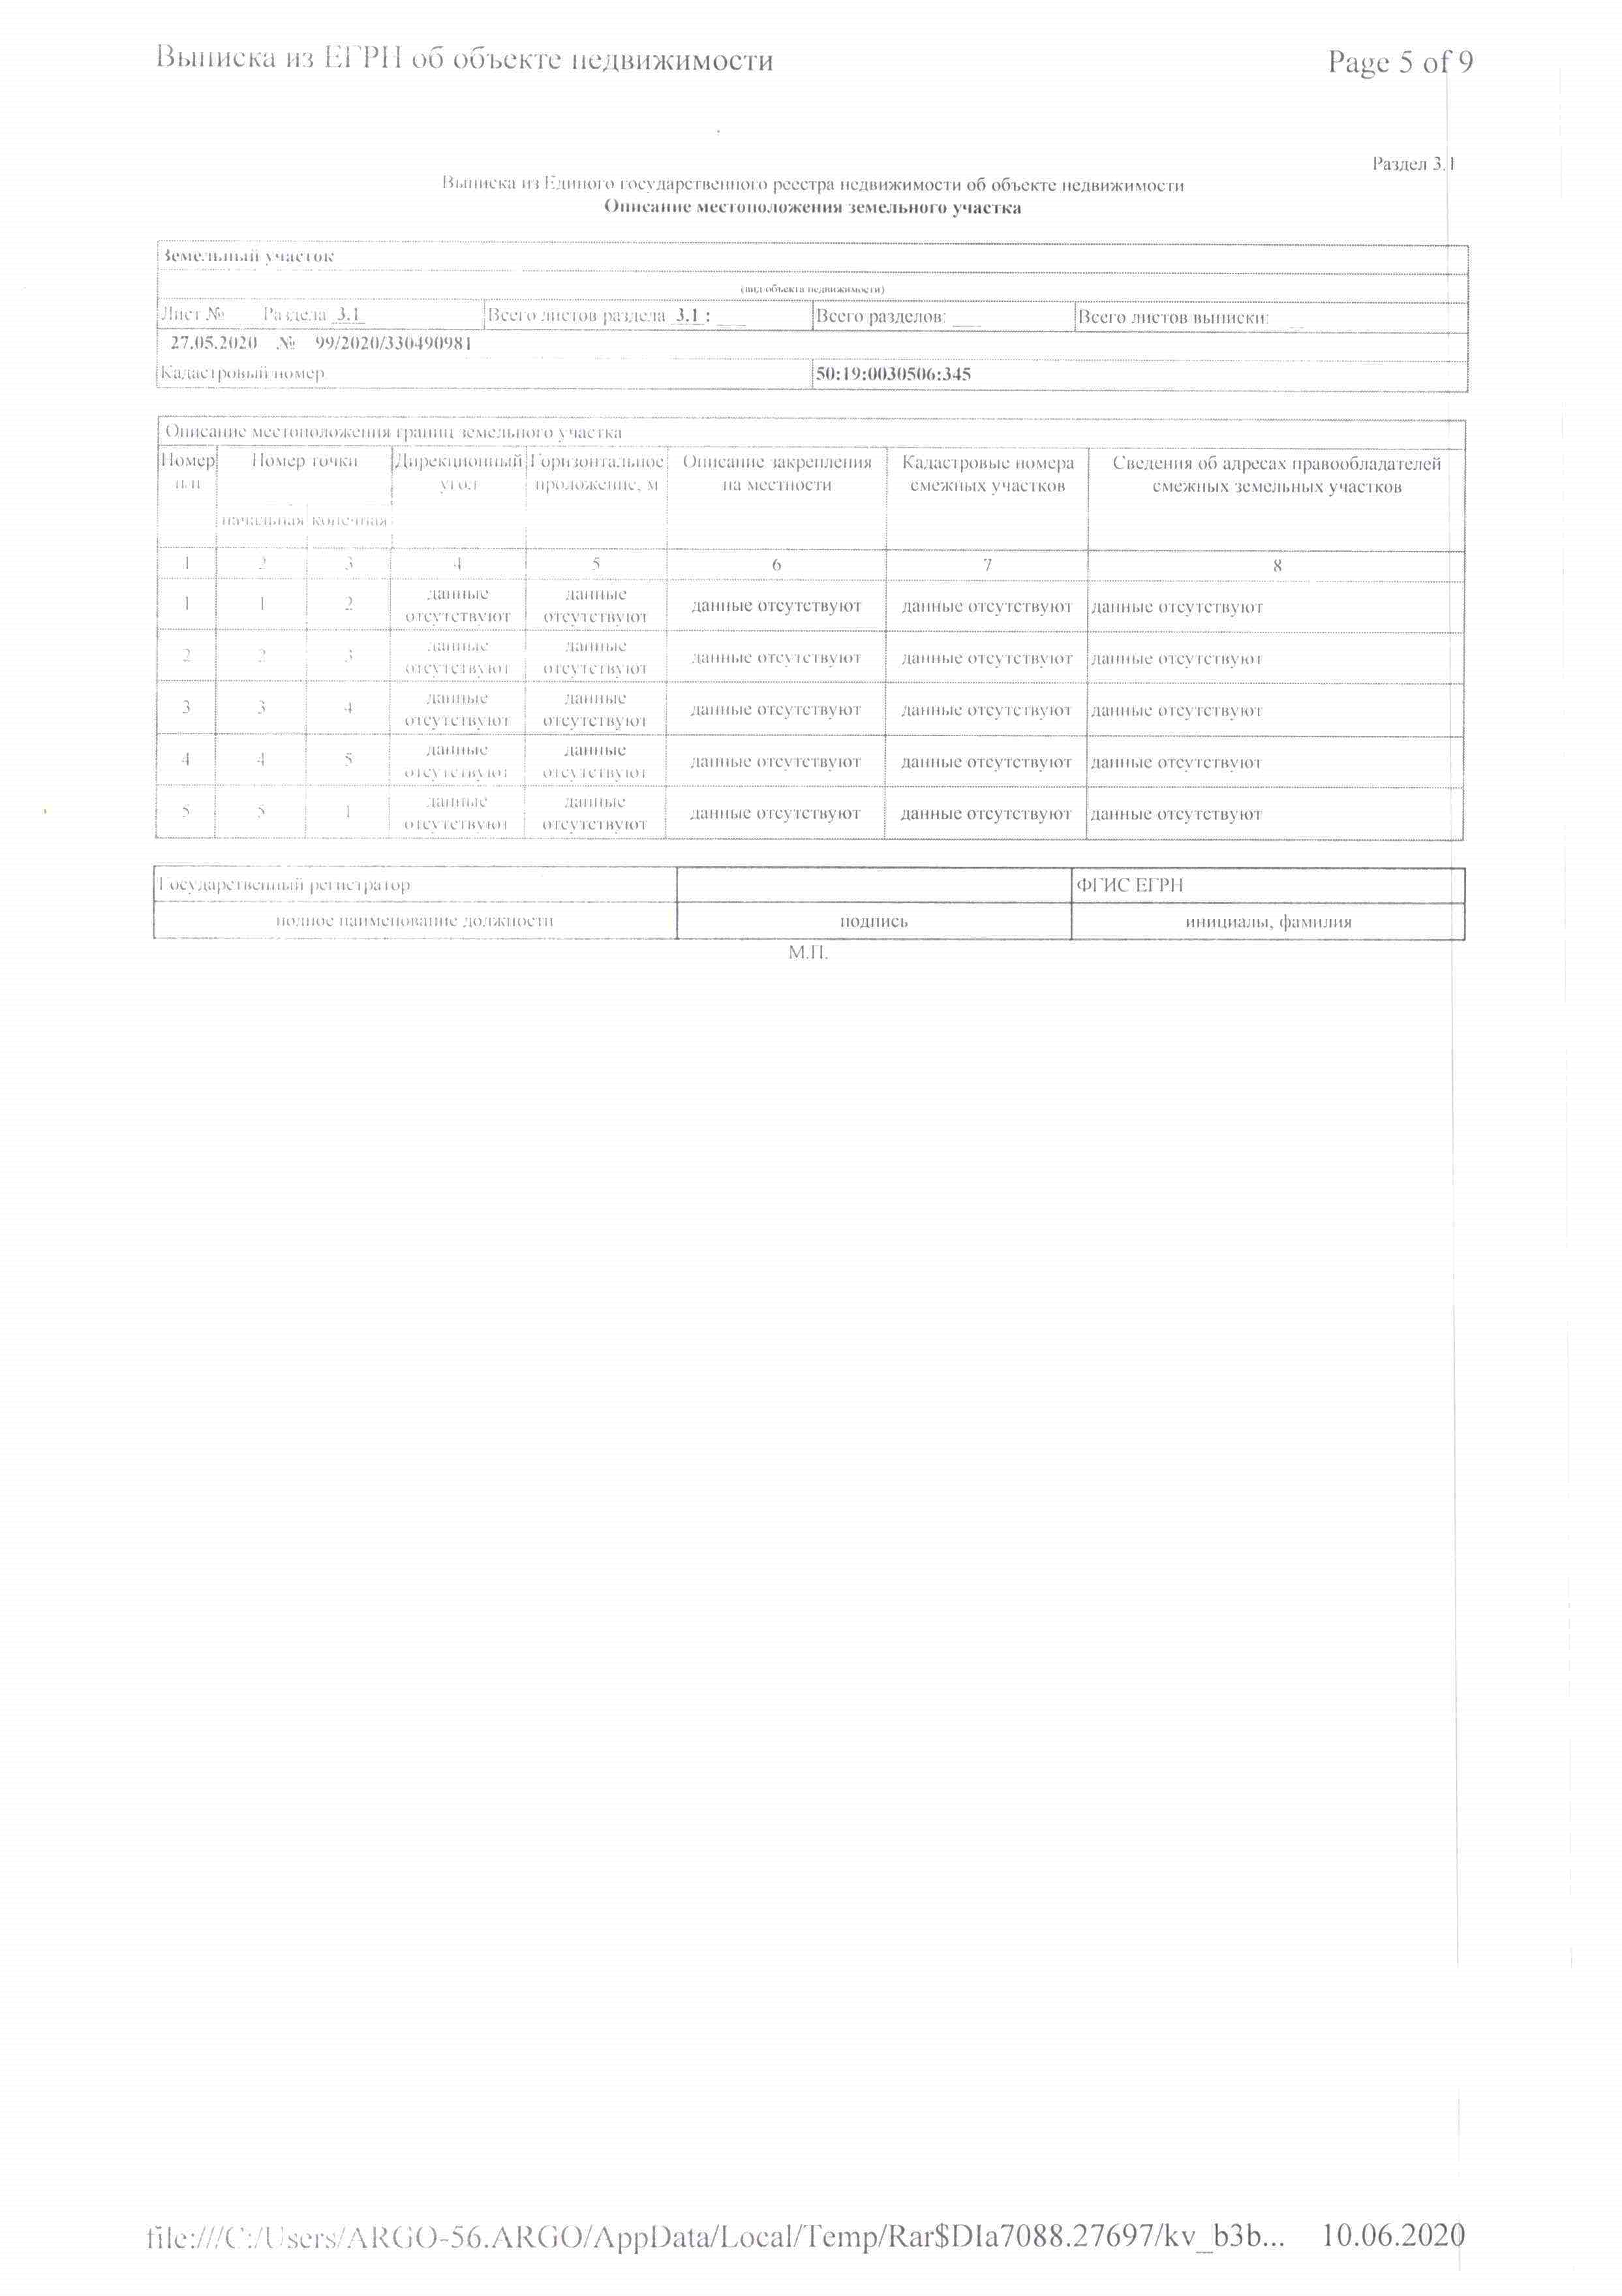 Выписка из ЕГРН об объекте недвижимости Page 5 of 9
Раздел 3.1
Выписка из Единого государственного реестра недвижимости об объекте недвижимости
Описание местоположения земельного участка
Земельный участок
(вид объекта недвижимости)
Лист № ___ Раздела 3.1 Всего листов раздела 3.1 : ___ Всего разделов: ___ Всего листов выписки: __
27.05.2020 № 99/2020/330490981
Кадастровый номер 50:19:0030506:345
Описание местоположения границ земельного участка
Номер Номер точки Дирекционный Горизонтальное Описание закрепления Кадастровые номера Сведения об адресах правообладателей
п/п угол проложение, м на местности смежных участков смежных земельных участков
начальная конечная
1 2 3 4 5 6 7 8
1 1 2 данные отсутствуют данные отсутствуют данные отсутствуют данные отсутствуют данные отсутствуют
2 2 3 данные отсутствуют данные отсутствуют данные отсутствуют данные отсутствуют данные отсутствуют
3 3 4 данные отсутствуют данные отсутствуют данные отсутствуют данные отсутствуют данные отсутствуют
4 4 5 данные отсутствуют данные отсутствуют данные отсутствуют данные отсутствуют данные отсутствуют
5 5 1 данные отсутствуют данные отсутствуют данные отсутствуют данные отсутствуют данные отсутствуют
Государственный регистратор ФГИС ЕГРН
полное наименование должности подпись инициалы, фамилия
М.П.
file:///C:/Users/ARGO-56.ARGO/AppData/Local/Temp/Rar$DIa7088.27697/kv_b3b... 10.06.2020